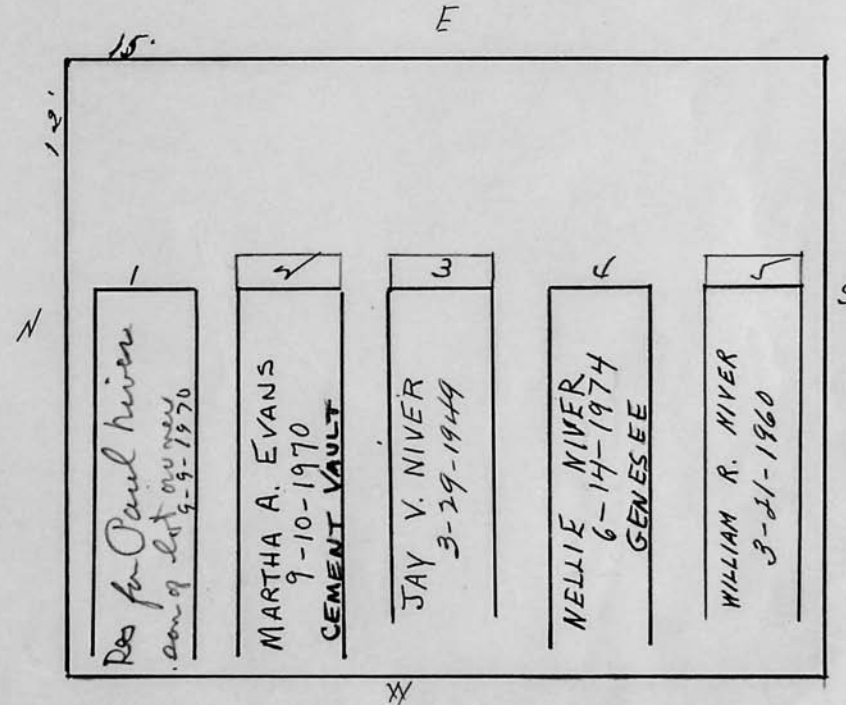 E
15'
12'
N
S
1
Res for Paul Niver
son of lot owner
9-9-1970
2
MARTHA A. EVANS
9-10-1970
CEMENT VAULT
3
JAY V. NIVER
3-29-1949
4
NELLIE NIVER
6-14-1974
GENESEE
5
WILLIAM R. NIVER
3-21-1960
W